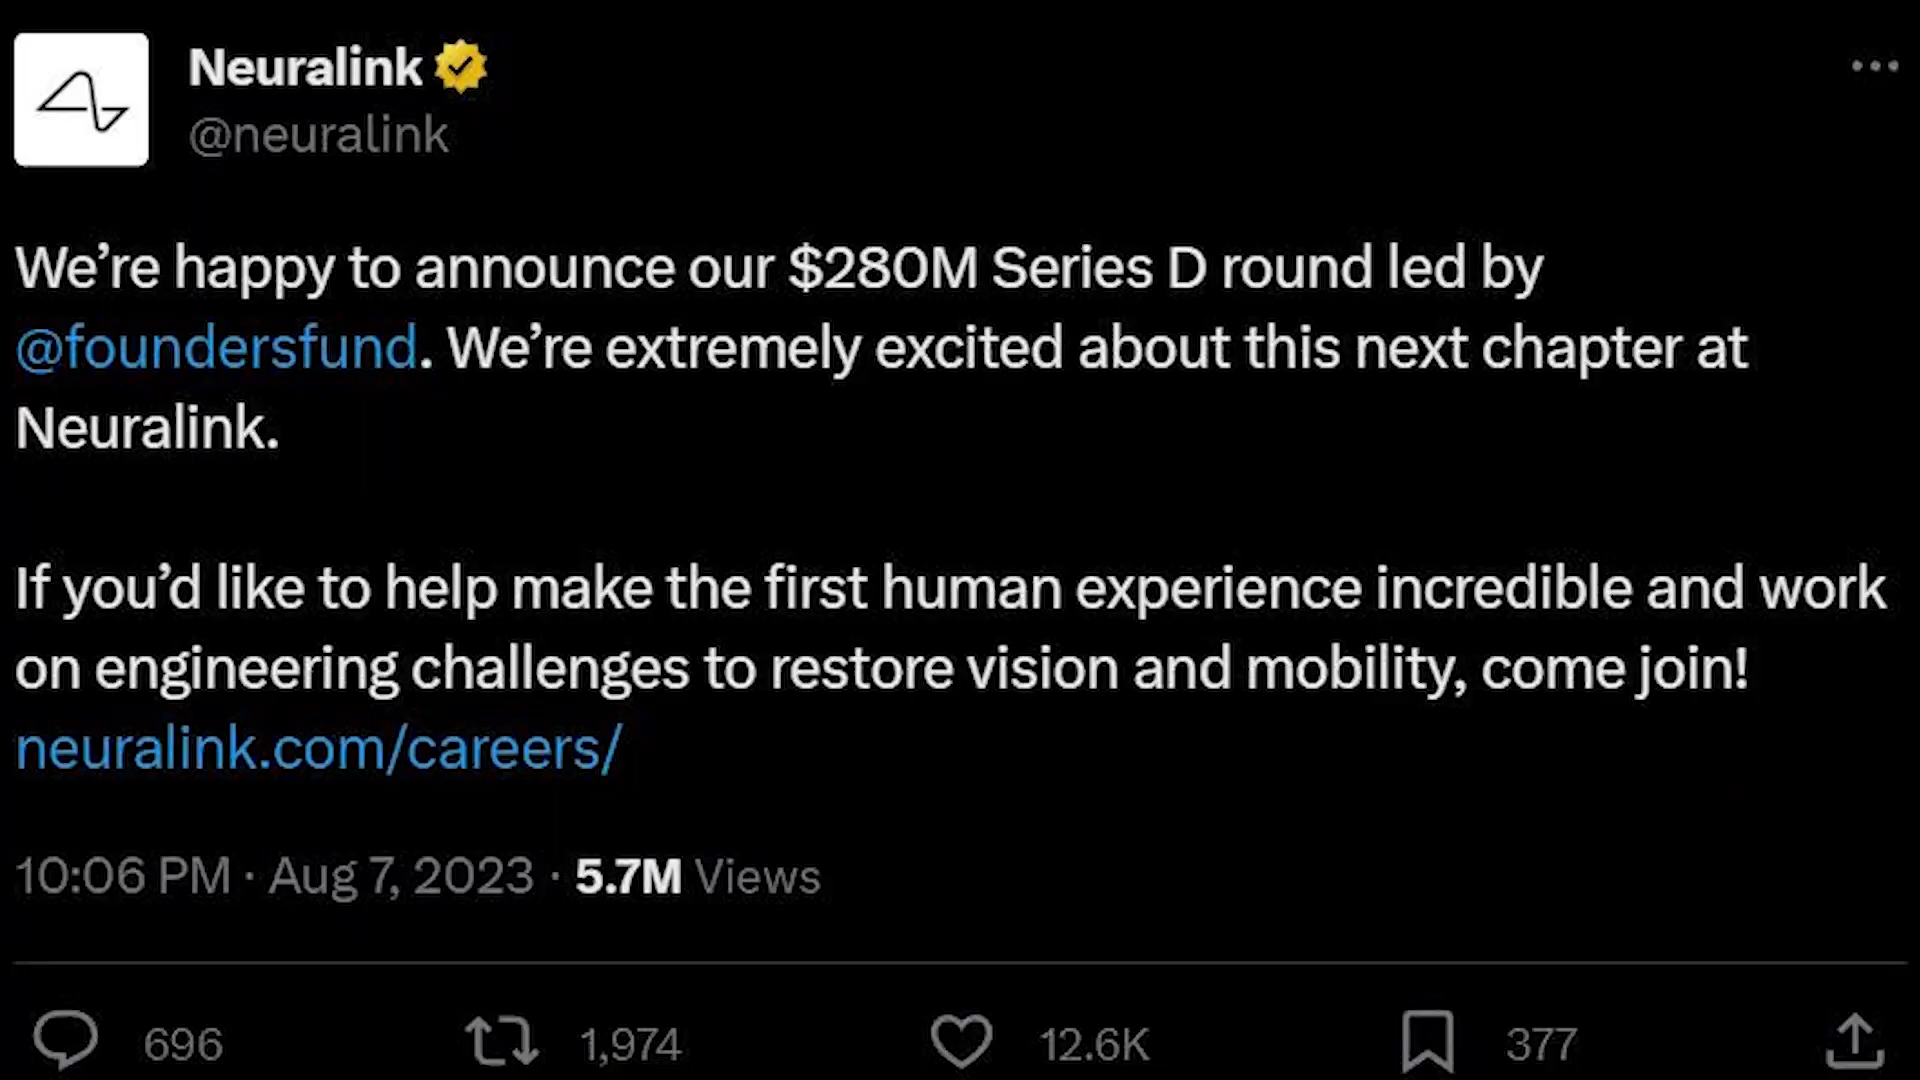 Neuralink
@neuralink
We’re happy to announce our $280M Series D round led by
@foundersfund. We’re extremely excited about this next chapter at
Neuralink.
If you’d like to help make the first human experience incredible and work
on engineering challenges to restore vision and mobility, come join!
neuralink.com/careers/
10:06 PM · Aug 7, 2023 · 5.7M Views
696 1,974 12.6K 377